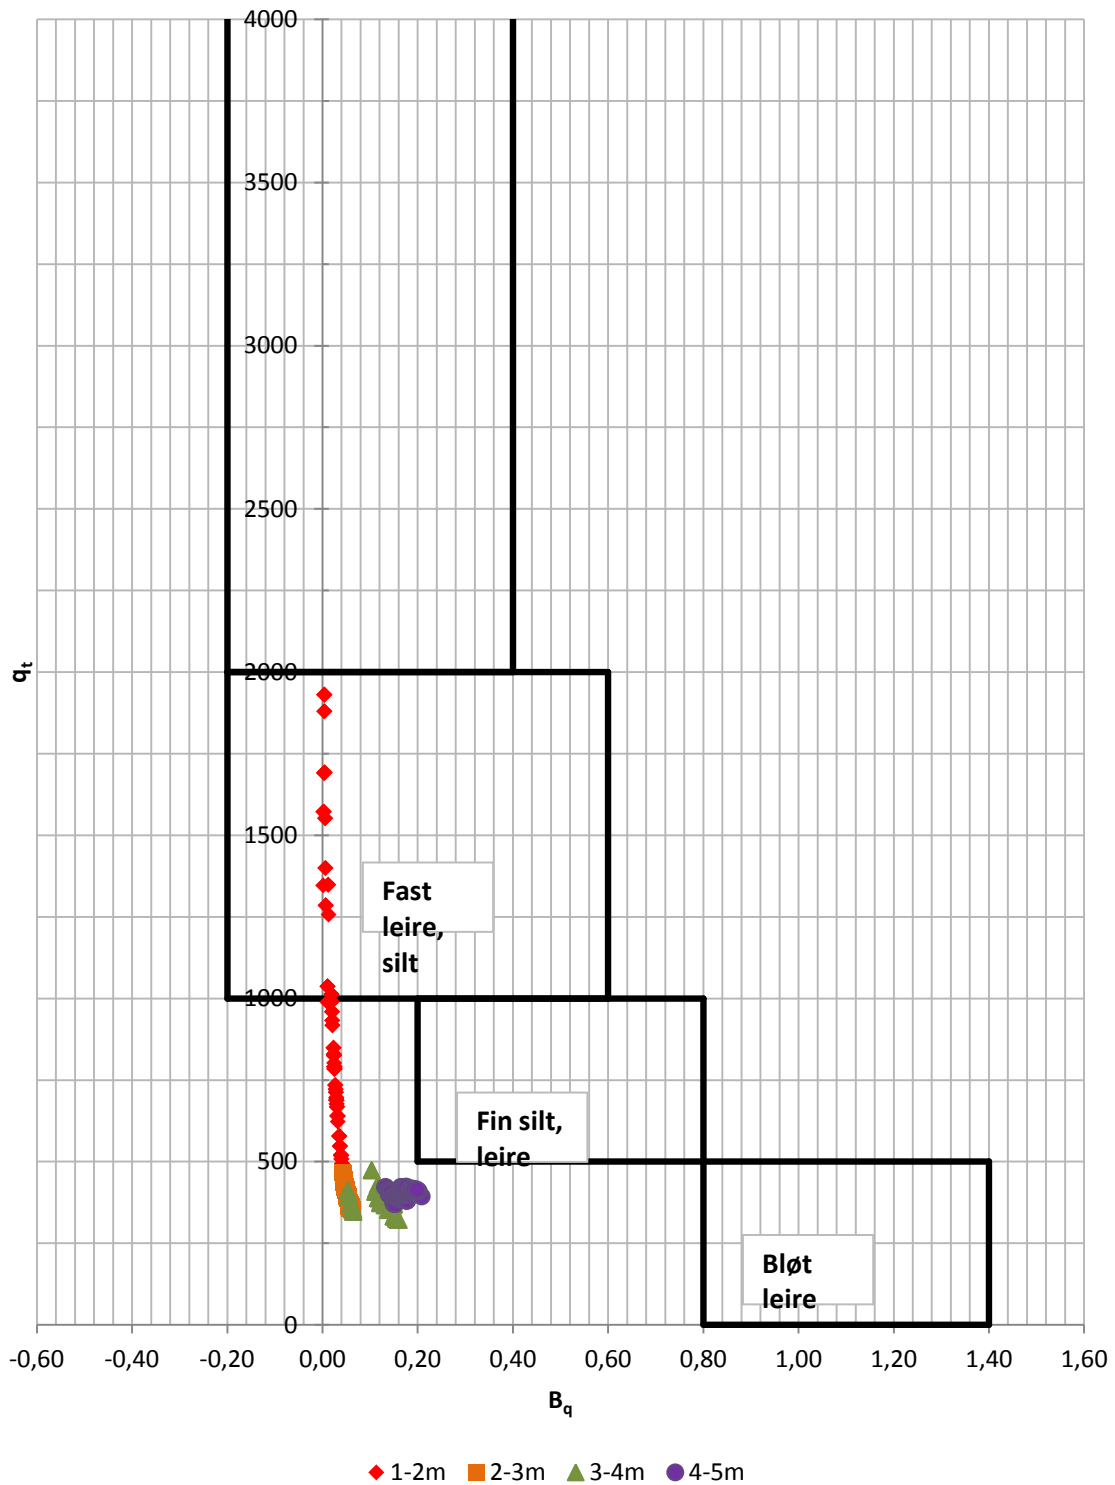 4000
3500
3000
2500
2000
1500
1000
500
0
qt
Fast
leire,
silt
Fin silt,
leire
Bløt
leire
-0,60 -0,40 -0,20 0,00 0,20 0,40 0,60 0,80 1,00 1,20 1,40 1,60
Bq
1-2m 2-3m 3-4m 4-5m